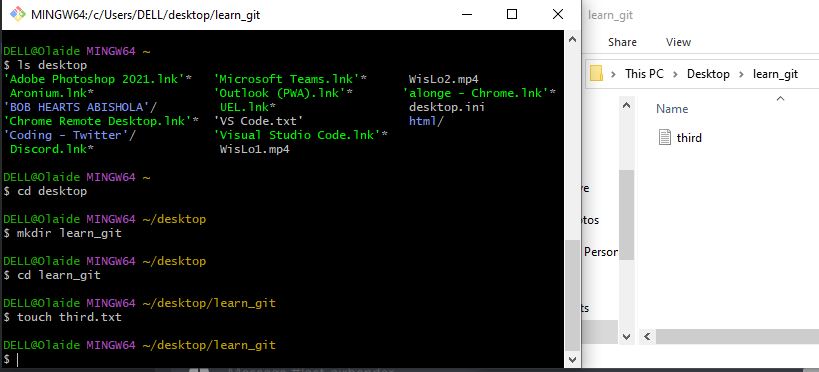 MINGW64:/c/Users/DELL/desktop/learn_git
DELL@Olaide MINGW64 ~
$ ls desktop
'Adobe Photoshop 2021.lnk'* 'Microsoft Teams.lnk'* WisLo2.mp4
Aronium.lnk* 'Outlook (PWA).lnk'* 'alonge - Chrome.lnk'*
'BOB HEARTS ABISHOLA'/ UEL.lnk* desktop.ini
'Chrome Remote Desktop.lnk'* 'VS Code.txt' html/
'Coding - Twitter'/ 'Visual Studio Code.lnk'*
Discord.lnk* WisLo1.mp4
DELL@Olaide MINGW64 ~
$ cd desktop
DELL@Olaide MINGW64 ~/desktop
$ mkdir learn_git
DELL@Olaide MINGW64 ~/desktop
$ cd learn_git
DELL@Olaide MINGW64 ~/desktop/learn_git
$ touch third.txt
DELL@Olaide MINGW64 ~/desktop/learn_git
$
learn_git
Share View
This PC > Desktop > learn_git
Name
third
ve
tos
Person
ts